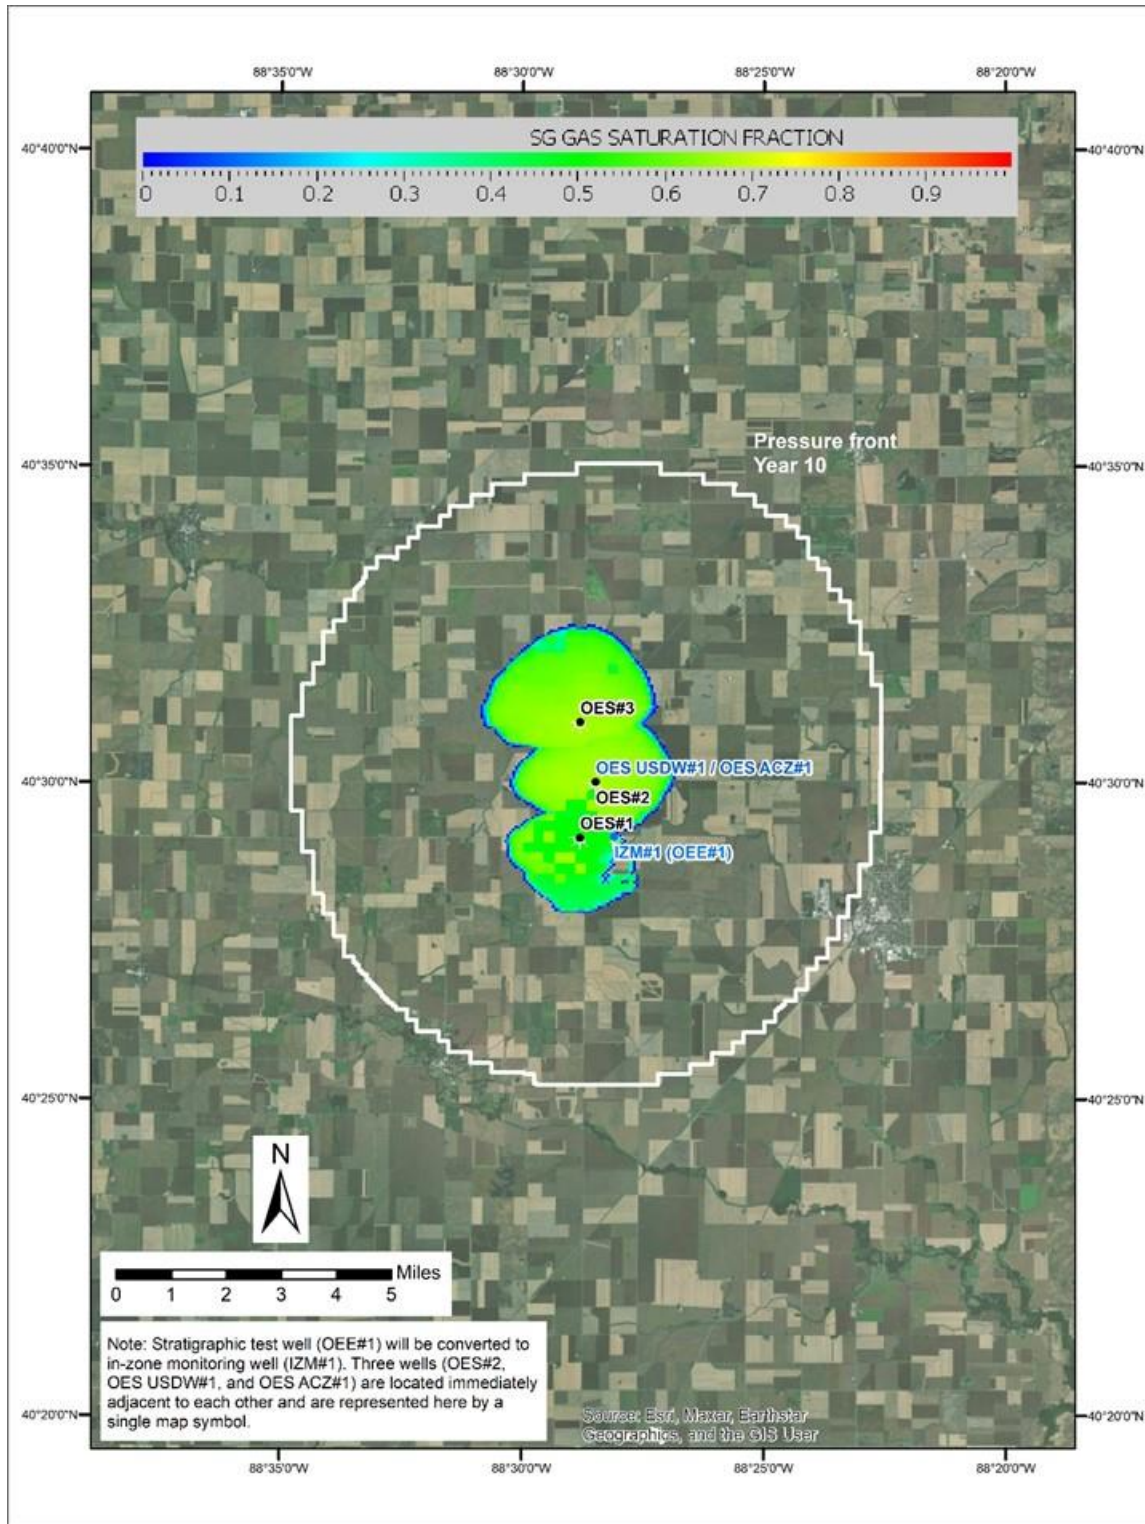 88°35'0"W 88°30'0"W 88°25'0"W 88°20'0"W
40°40'0"N 40°40'0"N
SG GAS SATURATION FRACTION
0 0.1 0.2 0.3 0.4 0.5 0.6 0.7 0.8 0.9
Pressure front
Year 10
40°35'0"N 40°35'0"N
OES#3
OES USDW#1 / OES ACZ#1
40°30'0"N 40°30'0"N
OES#2
OES#1
IZM#1 (OEE#1)
40°25'0"N 40°25'0"N
N
Miles
0 1 2 3 4 5
Note: Stratigraphic test well (OEE#1) will be converted to
in-zone monitoring well (IZM#1). Three wells (OES#2,
OES USDW#1, and OES ACZ#1) are located immediately
adjacent to each other and are represented here by a
single map symbol.
Source: Esri, Maxar, Earthstar
Geographics, and the GIS User
40°20'0"N 40°20'0"N
88°35'0"W 88°30'0"W 88°25'0"W 88°20'0"W